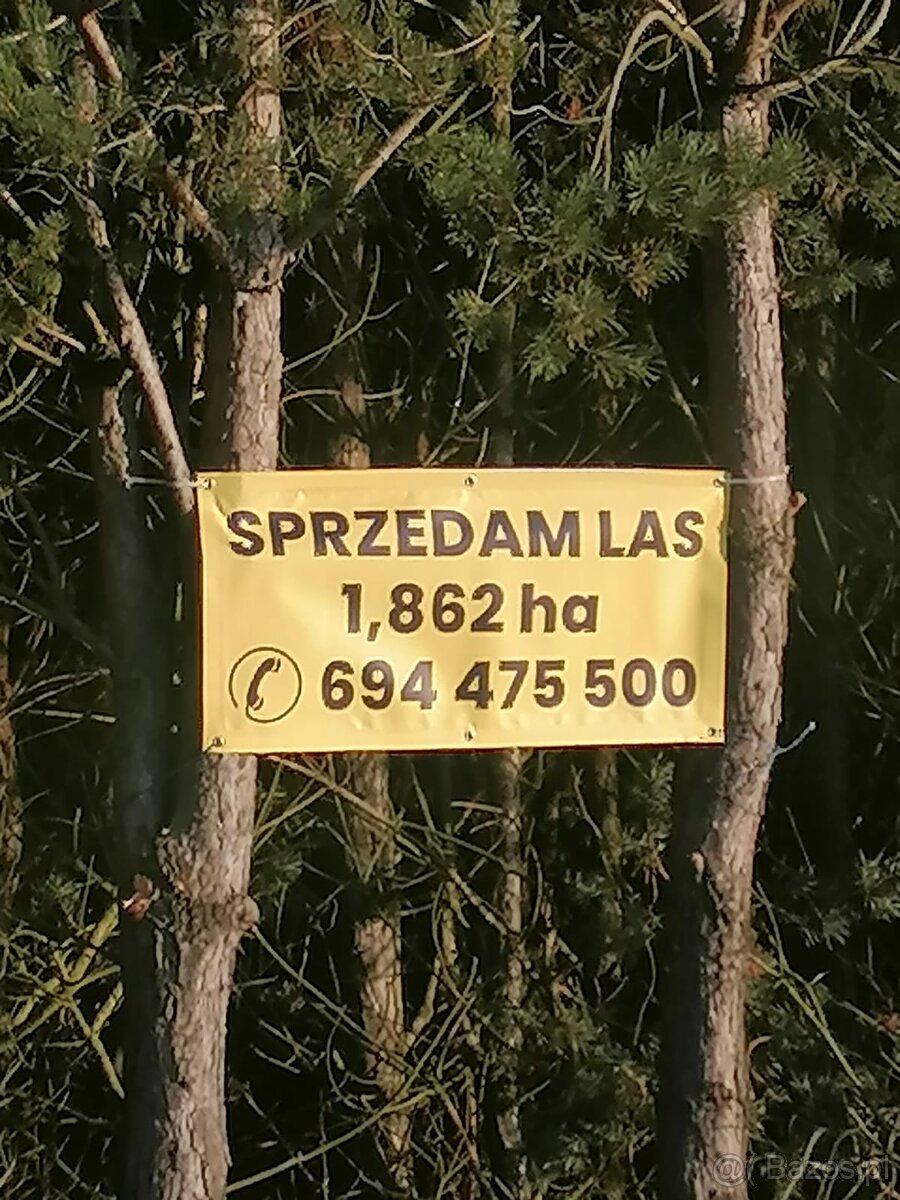 SPRZEDAM LAS
1,862 ha
694 475 500
@( Bazos.pl